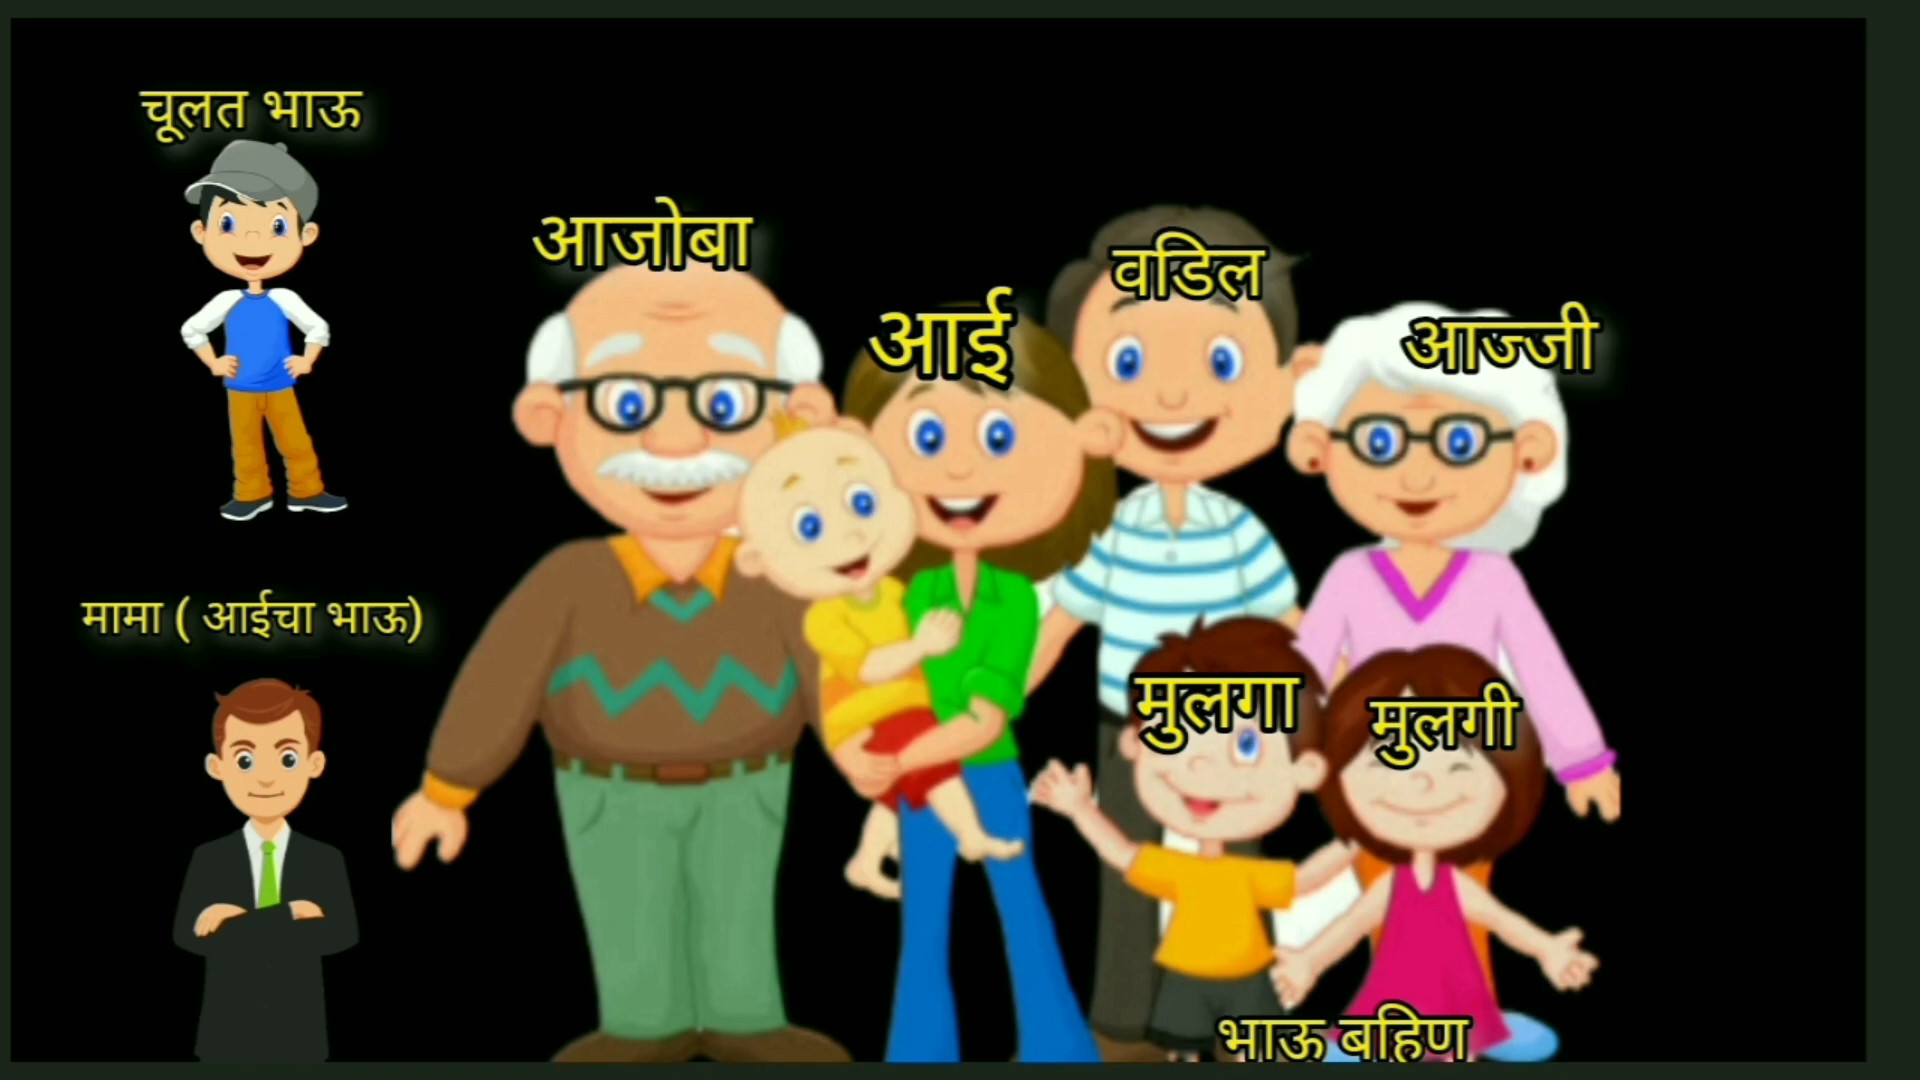 चूलत भाऊ
आजोबा
वडिल
आई
आज्जी
मामा ( आईचा भाऊ)
मुलगा
मुलगी
भाऊ बहिण